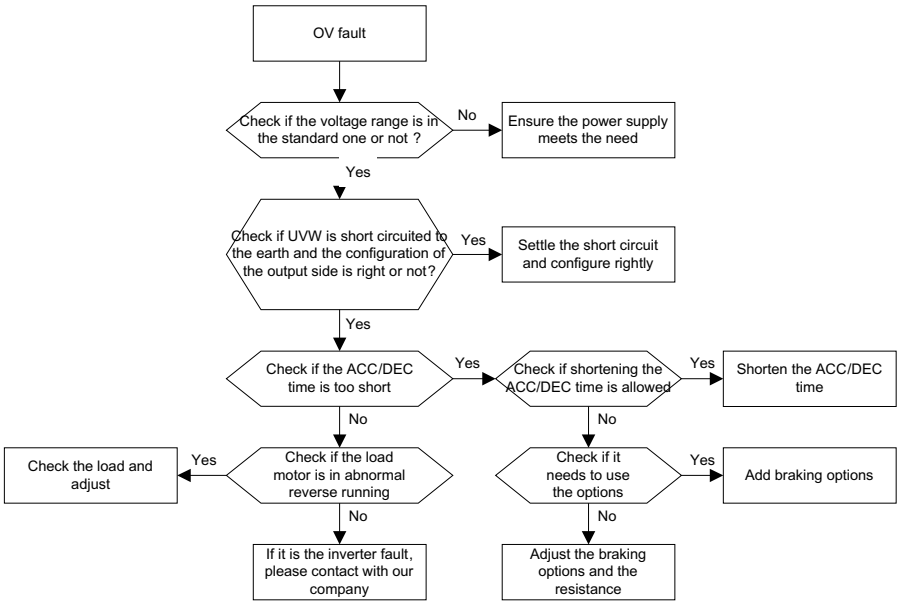 OV fault
Check if the voltage range is in
the standard one or not ?
No
Ensure the power supply
meets the need
Yes
Check if UVW is short circuited to
the earth and the configuration of
the output side is right or not?
Yes
Settle the short circuit
and configure rightly
Yes
Check if the ACC/DEC
time is too short
Yes
Check if shortening the
ACC/DEC time is allowed
Yes
Shorten the ACC/DEC
time
No
No
Check the load and
adjust
Yes
Check if the load
motor is in abnormal
reverse running
Check if it
needs to use
the options
Yes
Add braking options
No
No
If it is the inverter fault,
please contact with our
company
Adjust the braking
options and the
resistance